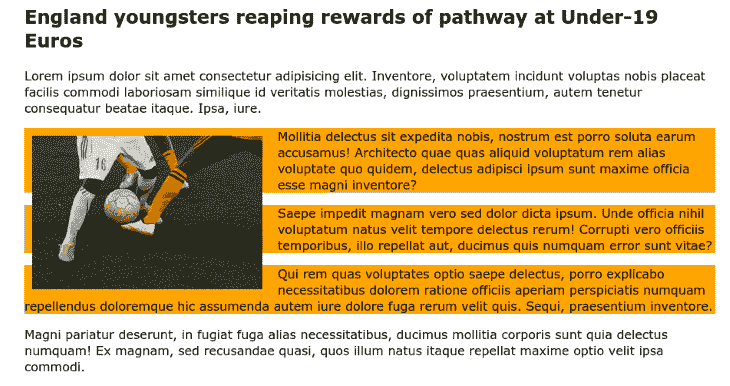 England youngsters reaping rewards of pathway at Under-19
Euros
Lorem ipsum dolor sit amet consectetur adipisicing elit. Inventore, voluptatem incidunt voluptas nobis placeat
facilis commodi laboriosam similique id veritatis molestias, dignissimos praesentium, autem tenetur
consequatur beatae itaque. Ipsa, iure.
16
Mollitia delectus sit expedita nobis, nostrum est porro soluta earum
accusamus! Architecto quae quas aliquid voluptatum rem alias
voluptate quo quidem, delectus adipisci ipsum sunt maxime officia
esse magni inventore?
Saepe impedit magnam vero sed dolor dicta ipsum. Unde officia nihil
voluptatum natus velit tempore delectus rerum! Corrupti vero officiis
temporibus, illo repellat aut, ducimus quis numquam error sunt vitae?
Qui rem quas voluptates optio saepe delectus, porro explicabo
necessitatibus dolorem ratione officiis aperiam perspiciatis numquam
repellendus doloremque hic assumenda autem iure dolore fuga rerum velit quis. Sequi, praesentium inventore.
Magni pariatur deserunt, in fugiat fuga alias necessitatibus, ducimus mollitia corporis sunt quia delectus
numquam! Ex magnam, sed recusandae quasi, quos illum natus itaque repellat maxime optio velit ipsa
commodi.